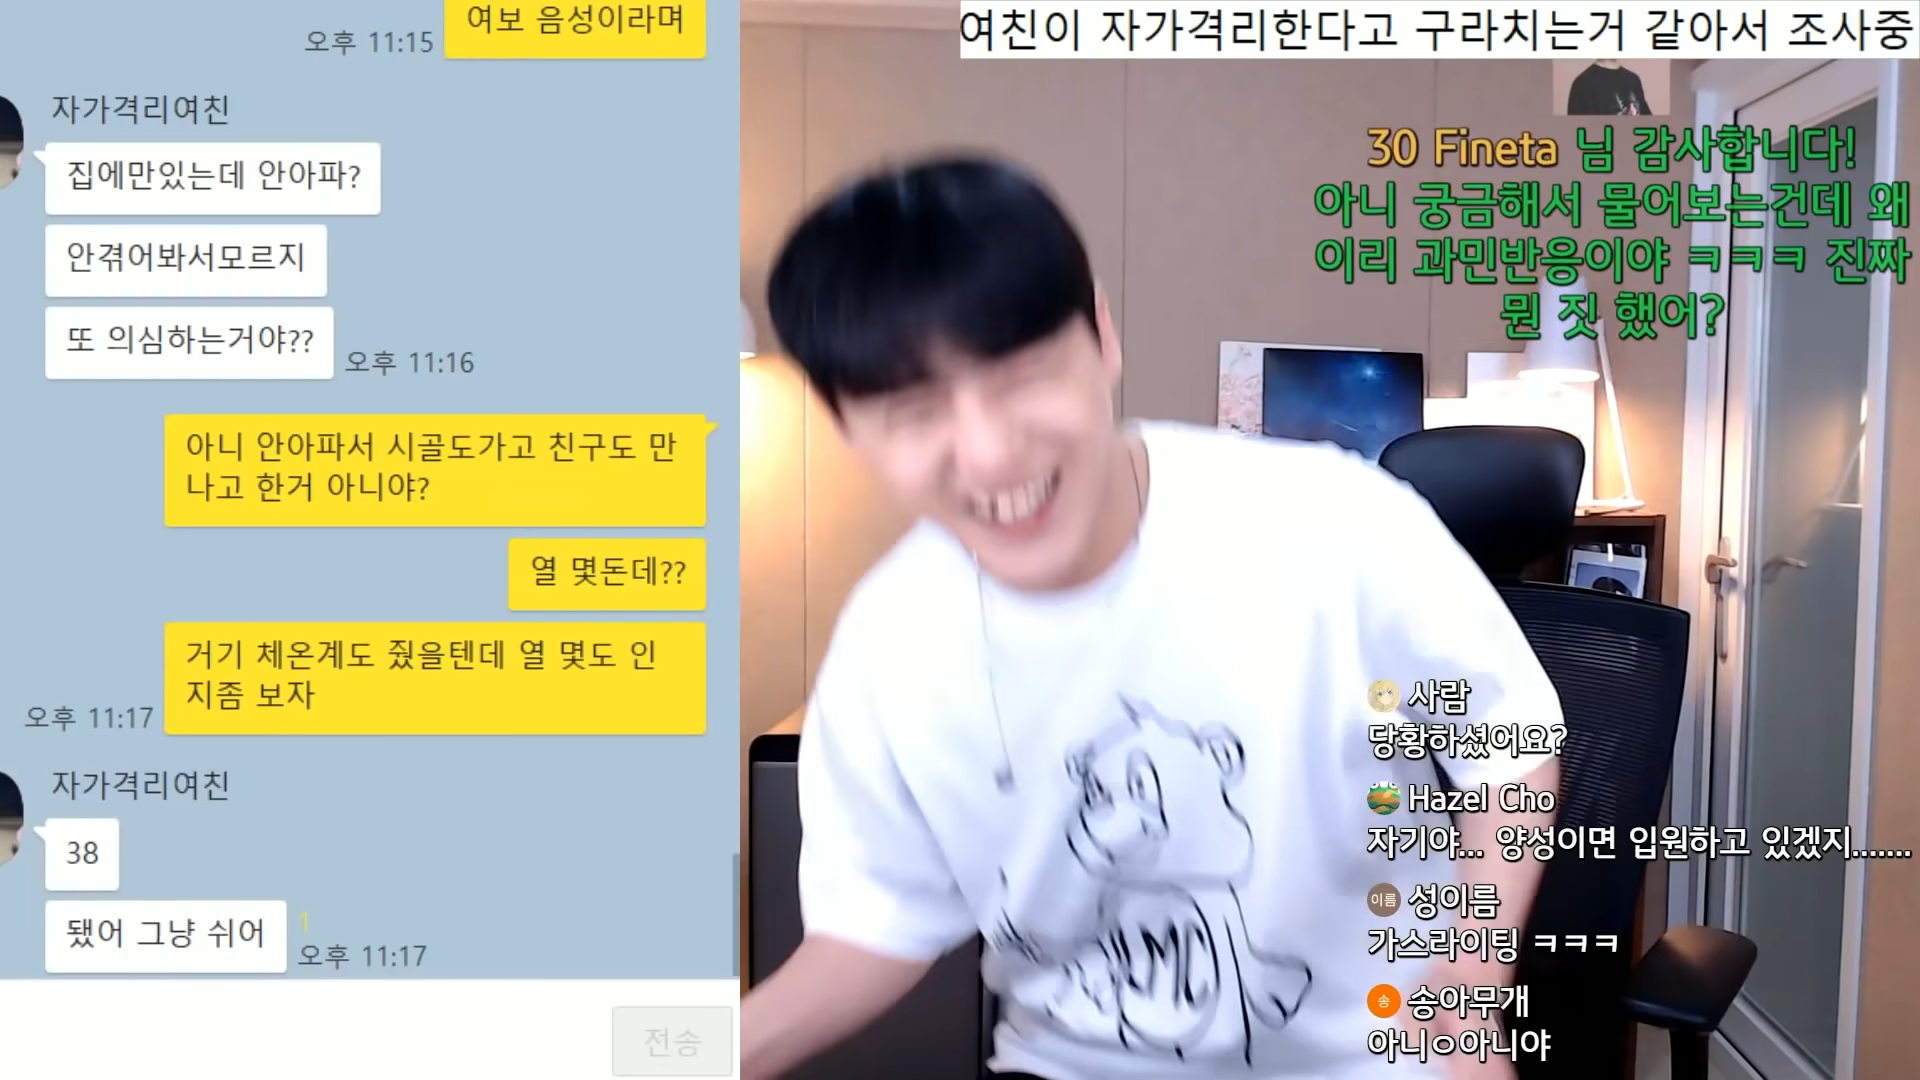 여보 음성이라며
오후 11:15
자가격리여친
집에만있는데 안아파?
안겪어봐서모르지
또 의심하는거야??
오후 11:16
아니 안아파서 시골도가고 친구도 만
나고 한거 아니야?
열 몇돈데??
거기 체온계도 줬을텐데 열 몇도 인
지좀 보자
오후 11:17
자가격리여친
38
됐어 그냥 쉬어
1
오후 11:17
전송
여친이 자가격리한다고 구라치는거 같아서 조사중
30 Fineta 님 감사합니다!
아니 궁금해서 물어보는건데 왜
이리 과민반응이야 ㅋㅋㅋ 진짜
뭔 짓 했어?
사람
당황하셨어요?
Hazel Cho
자기야... 양성이면 입원하고 있겠지.......
이름 성이름
가스라이팅 ㅋㅋㅋ
송 송아무개
아니ㅇ아니야